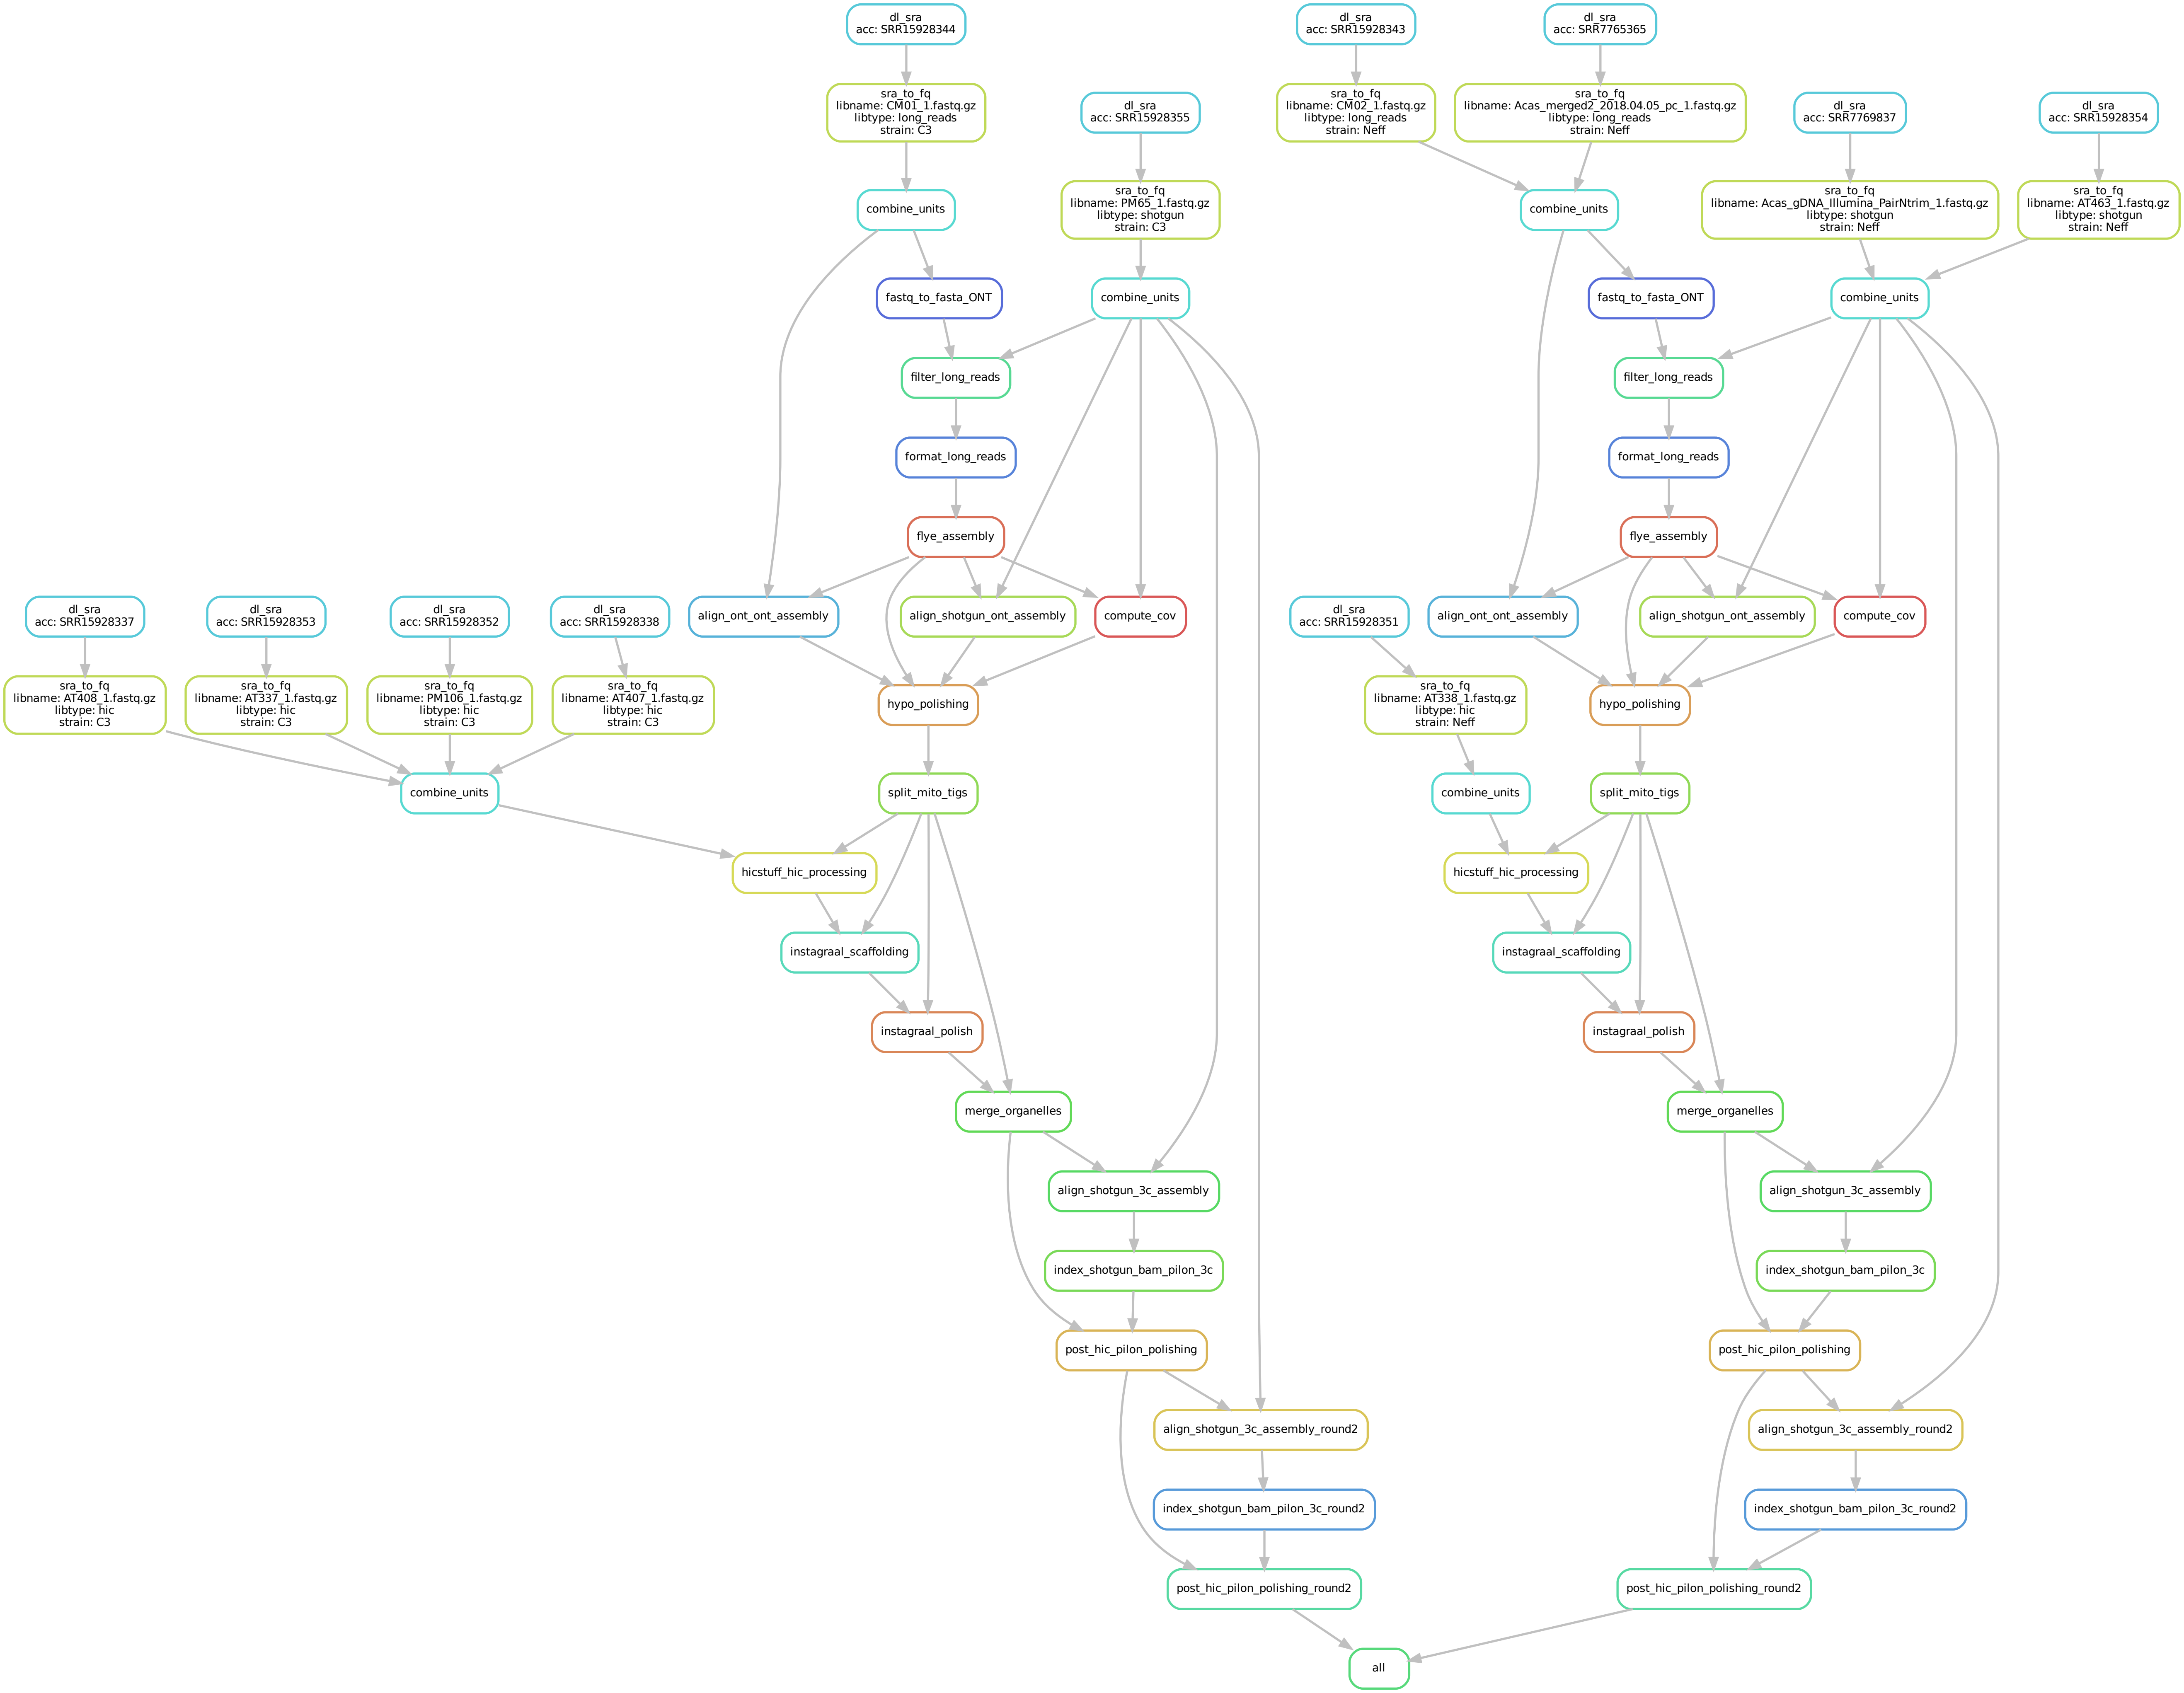 dl_sra
acc: SRR15928344
dl_sra
acc: SRR15928343
dl_sra
acc: SRR7765365
sra_to_fq
libname: CM01_1.fastq.gz
libtype: long_reads
strain: C3
dl_sra
acc: SRR15928355
sra_to_fq
libname: CM02_1.fastq.gz
libtype: long_reads
strain: Neff
sra_to_fq
libname: Acas_merged2_2018.04.05_pc_1.fastq.gz
libtype: long_reads
strain: Neff
dl_sra
acc: SRR7769837
dl_sra
acc: SRR15928354
combine_units
sra_to_fq
libname: PM65_1.fastq.gz
libtype: shotgun
strain: C3
combine_units
sra_to_fq
libname: Acas_gDNA_Illumina_PairNtrim_1.fastq.gz
libtype: shotgun
strain: Neff
sra_to_fq
libname: AT463_1.fastq.gz
libtype: shotgun
strain: Neff
fastq_to_fasta_ONT
combine_units
fastq_to_fasta_ONT
combine_units
filter_long_reads
filter_long_reads
format_long_reads
format_long_reads
flye_assembly
flye_assembly
dl_sra
acc: SRR15928337
dl_sra
acc: SRR15928353
dl_sra
acc: SRR15928352
dl_sra
acc: SRR15928338
align_ont_ont_assembly
align_shotgun_ont_assembly
compute_cov
dl_sra
acc: SRR15928351
align_ont_ont_assembly
align_shotgun_ont_assembly
compute_cov
sra_to_fq
libname: AT408_1.fastq.gz
libtype: hic
strain: C3
sra_to_fq
libname: AT337_1.fastq.gz
libtype: hic
strain: C3
sra_to_fq
libname: PM106_1.fastq.gz
libtype: hic
strain: C3
sra_to_fq
libname: AT407_1.fastq.gz
libtype: hic
strain: C3
hypo_polishing
sra_to_fq
libname: AT338_1.fastq.gz
libtype: hic
strain: Neff
hypo_polishing
combine_units
split_mito_tigs
combine_units
split_mito_tigs
hicstuff_hic_processing
hicstuff_hic_processing
instagraal_scaffolding
instagraal_scaffolding
instagraal_polish
instagraal_polish
merge_organelles
merge_organelles
align_shotgun_3c_assembly
align_shotgun_3c_assembly
index_shotgun_bam_pilon_3c
index_shotgun_bam_pilon_3c
post_hic_pilon_polishing
post_hic_pilon_polishing
align_shotgun_3c_assembly_round2
align_shotgun_3c_assembly_round2
index_shotgun_bam_pilon_3c_round2
index_shotgun_bam_pilon_3c_round2
post_hic_pilon_polishing_round2
post_hic_pilon_polishing_round2
all